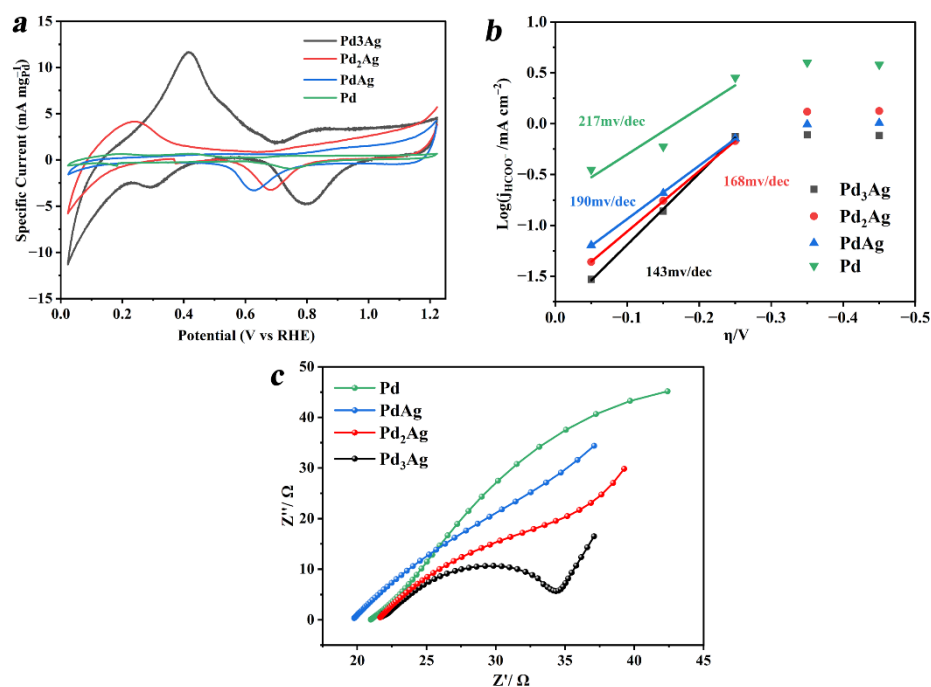 a
Specific Current (mA mg⁻¹Pd)
15
10
5
0
−5
−10
−15
0.0 0.2 0.4 0.6 0.8 1.0 1.2
Potential (V vs RHE)
Pd3Ag
Pd₂Ag
PdAg
Pd
b
Log(jHCOO⁻/mA cm⁻²)
1.0
0.5
0.0
−0.5
−1.0
−1.5
0.0 −0.1 −0.2 −0.3 −0.4 −0.5
η/V
217mv/dec
190mv/dec
168mv/dec
143mv/dec
Pd₃Ag
Pd₂Ag
PdAg
Pd
c
Z''/ Ω
50
40
30
20
10
0
20 25 30 35 40 45
Z'/ Ω
Pd
PdAg
Pd₂Ag
Pd₃Ag